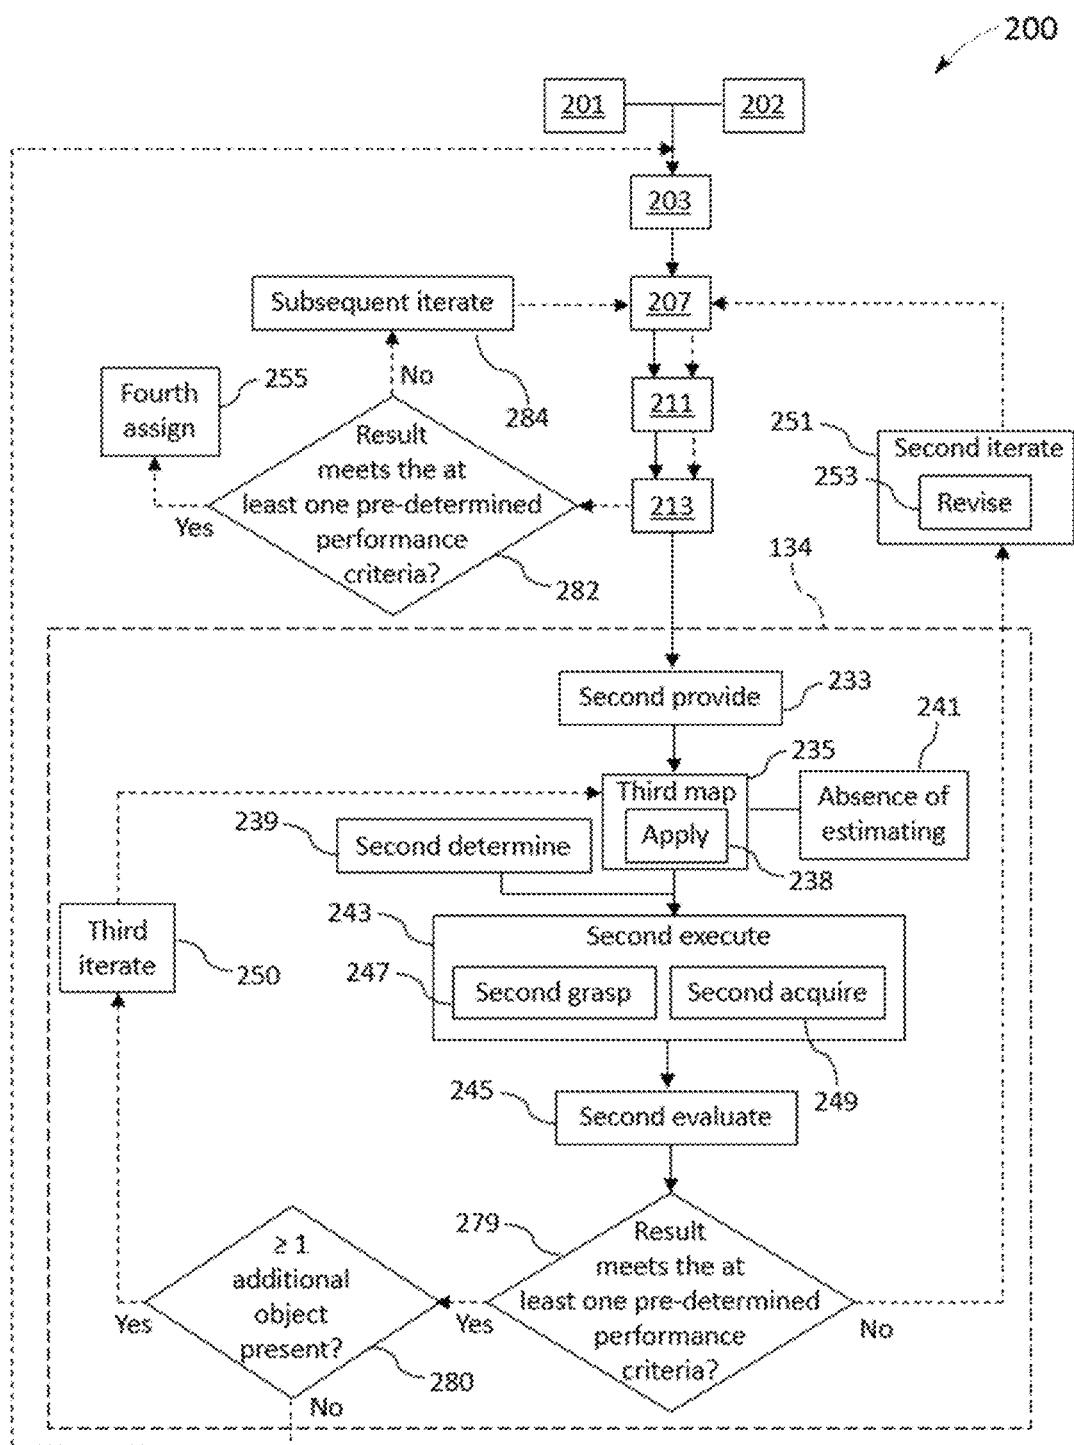 200
201
202
203
Subsequent iterate
207
284
No
Fourth
assign
255
211
Result
meets the at
least one pre-determined
performance
criteria?
Yes
282
213
251
Second iterate
253
Revise
134
Second provide
233
241
235
Third map
Apply
238
Absence of
estimating
239
Second determine
243
Second execute
247
Second grasp
Second acquire
249
Third
iterate
250
245
Second evaluate
279
Result
meets the at
least one pre-determined
performance
criteria?
Yes
No
≥ 1
additional
object
present?
Yes
280
No